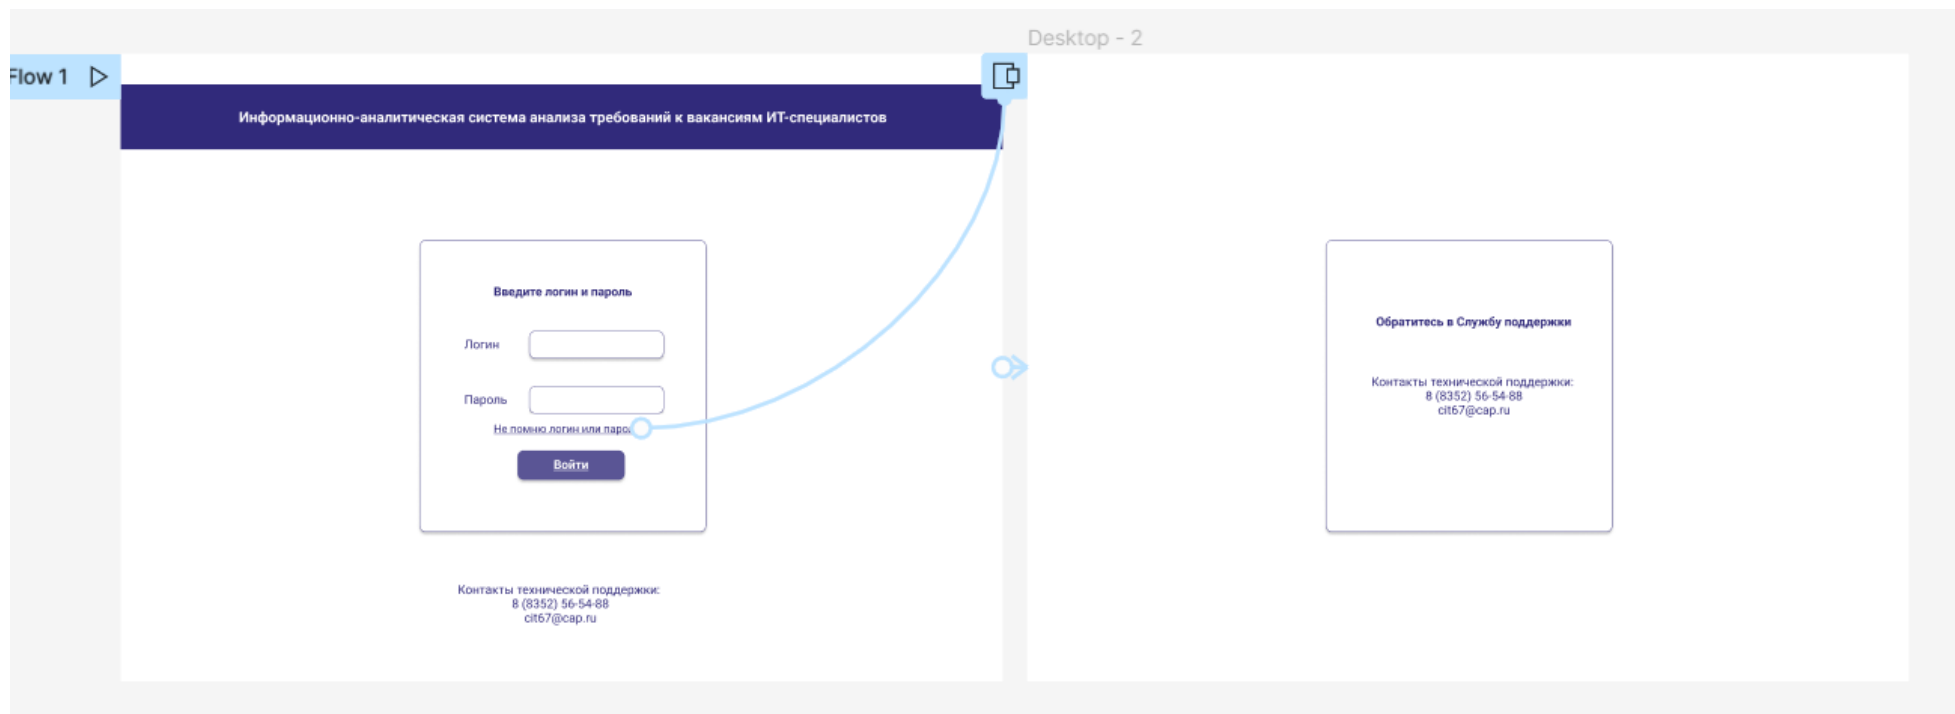 Desktop - 2
Flow 1
Информационно-аналитическая система анализа требований к вакансиям ИТ-специалистов
Введите логин и пароль
Логин
Пароль
Не помню логин или
Войти
Контакты технической поддержки:
8 (8352) 56-54-88
cit67@cap.ru
Обратитесь в Службу поддержки
Контакты технической поддержки:
8 (8352) 56-54-88
cit67@cap.ru